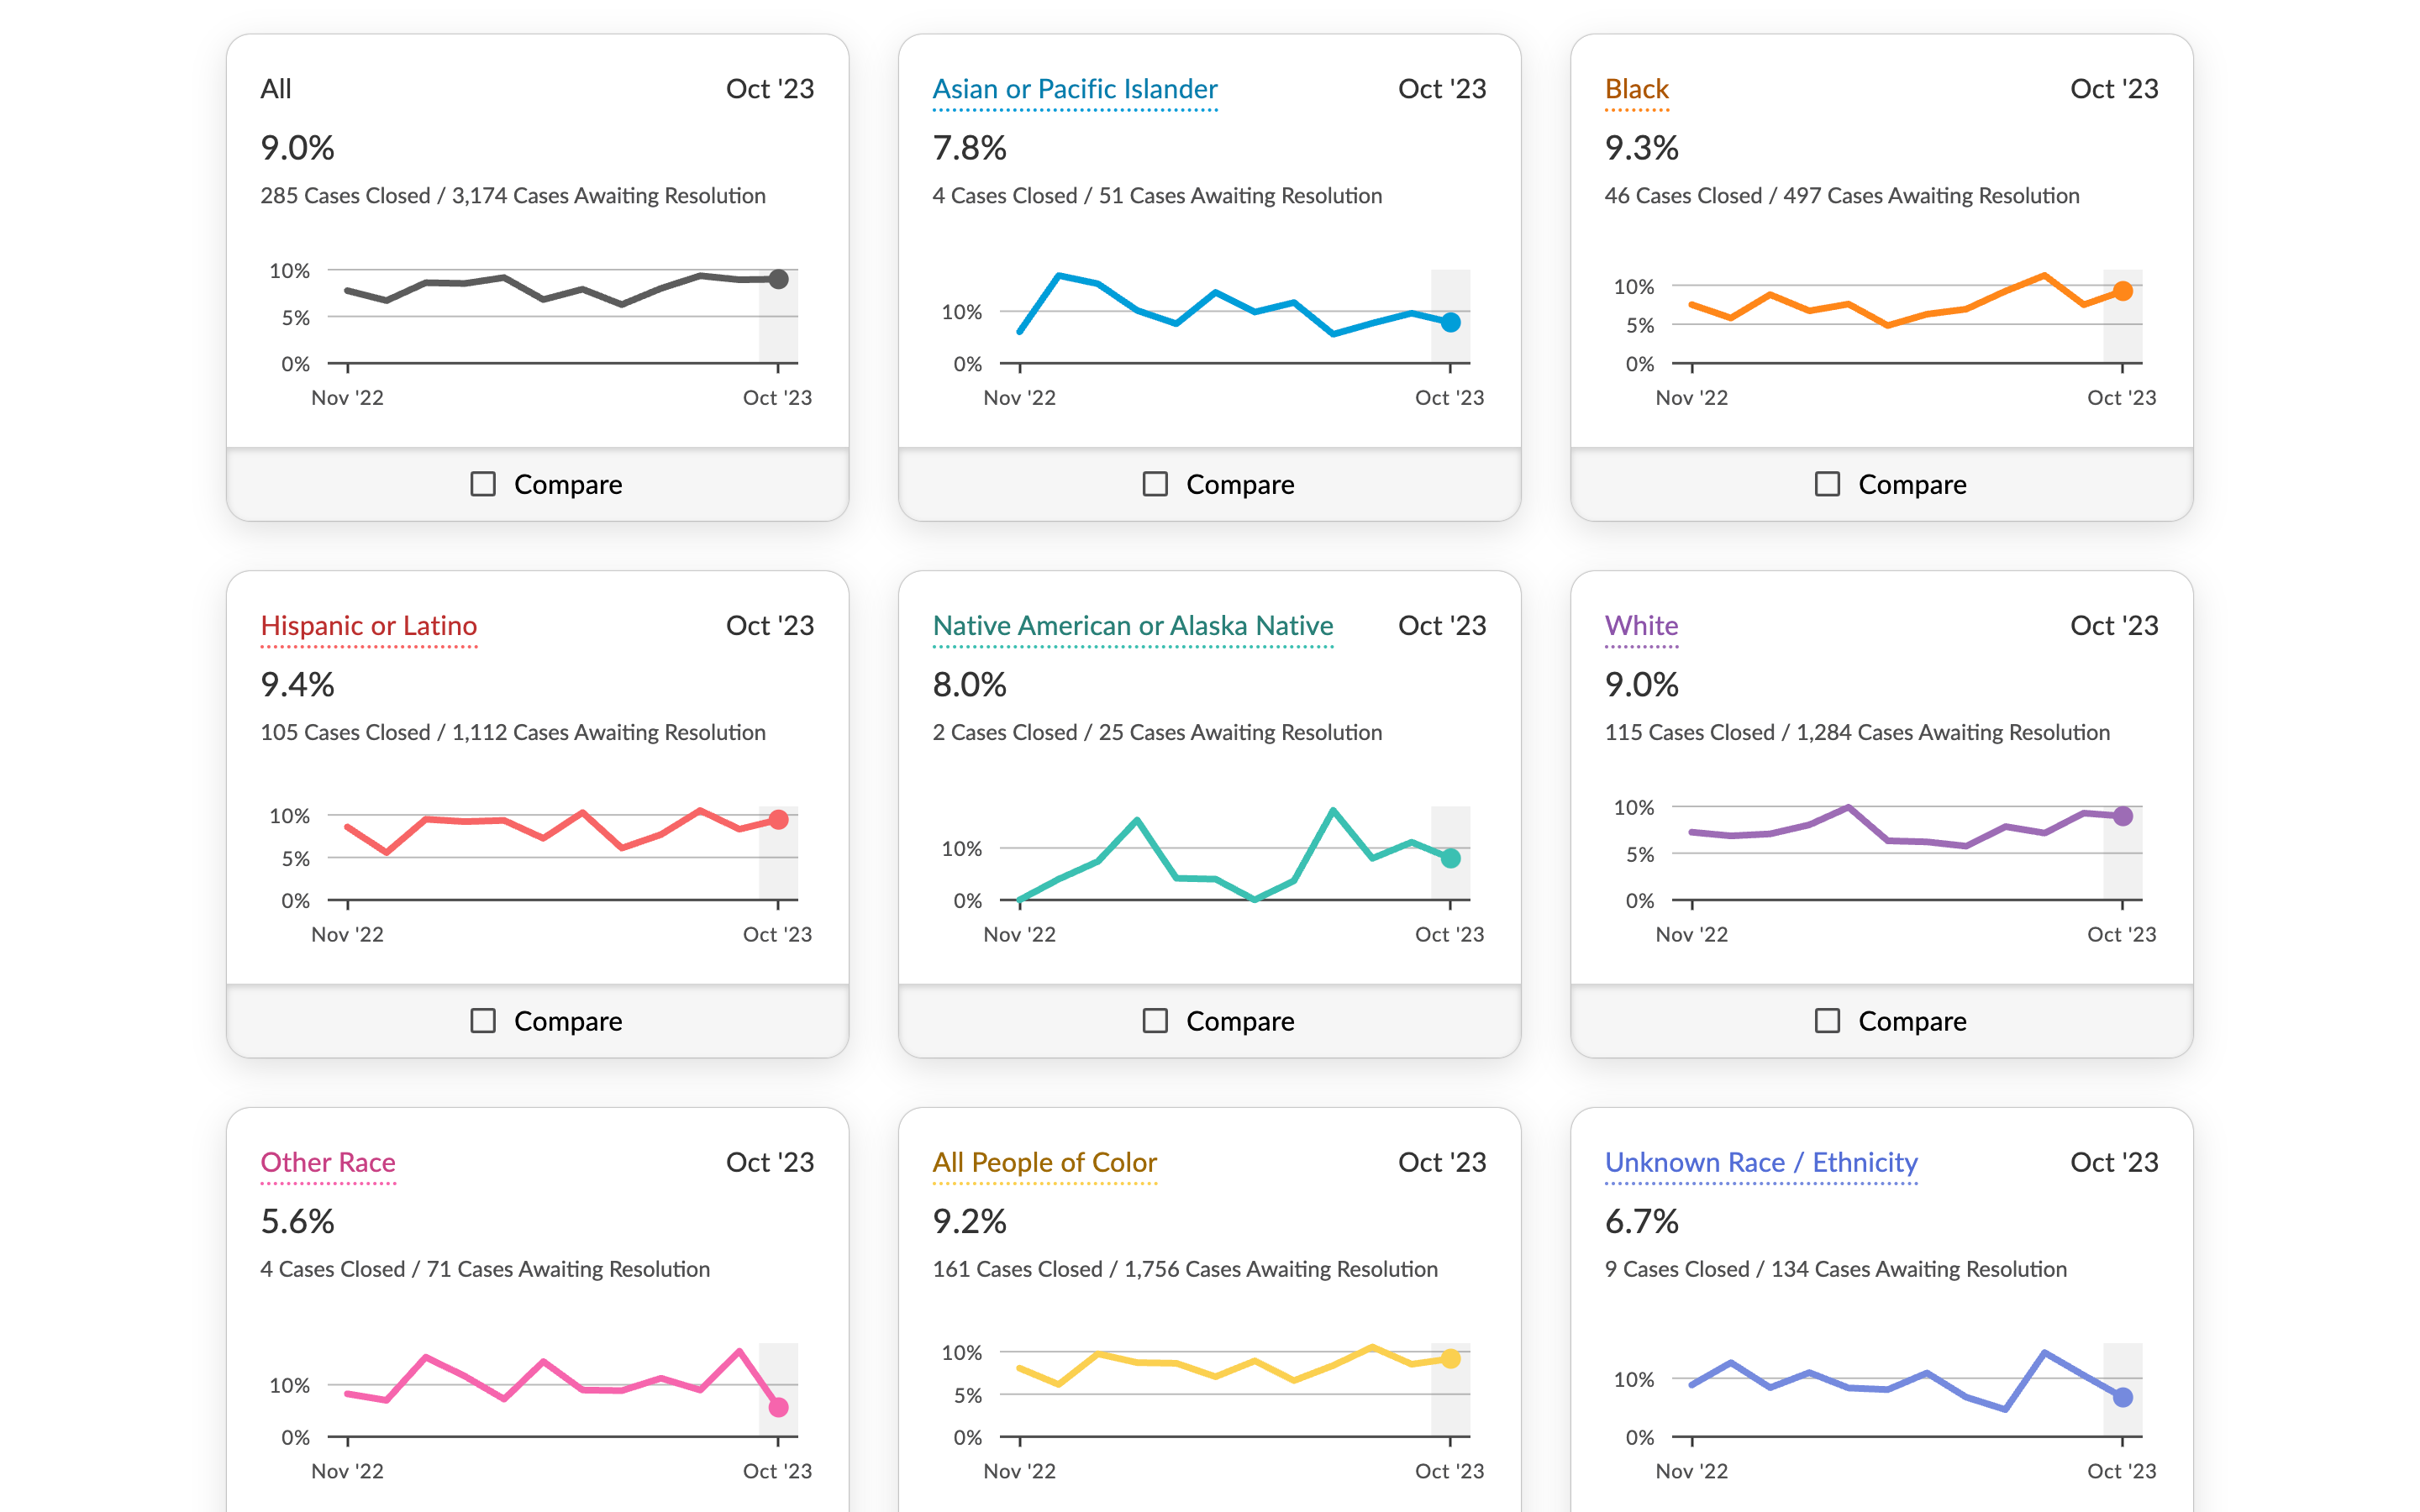 All Oct '23
9.0%
285 Cases Closed / 3,174 Cases Awaiting Resolution
10%
5%
0%
Nov '22 Oct '23
Compare
Asian or Pacific Islander Oct '23
7.8%
4 Cases Closed / 51 Cases Awaiting Resolution
10%
0%
Nov '22 Oct '23
Compare
Black Oct '23
9.3%
46 Cases Closed / 497 Cases Awaiting Resolution
10%
5%
0%
Nov '22 Oct '23
Compare
Hispanic or Latino Oct '23
9.4%
105 Cases Closed / 1,112 Cases Awaiting Resolution
10%
5%
0%
Nov '22 Oct '23
Compare
Native American or Alaska Native Oct '23
8.0%
2 Cases Closed / 25 Cases Awaiting Resolution
10%
0%
Nov '22 Oct '23
Compare
White Oct '23
9.0%
115 Cases Closed / 1,284 Cases Awaiting Resolution
10%
5%
0%
Nov '22 Oct '23
Compare
Other Race Oct '23
5.6%
4 Cases Closed / 71 Cases Awaiting Resolution
10%
0%
Nov '22 Oct '23
All People of Color Oct '23
9.2%
161 Cases Closed / 1,756 Cases Awaiting Resolution
10%
5%
0%
Nov '22 Oct '23
Unknown Race / Ethnicity Oct '23
6.7%
9 Cases Closed / 134 Cases Awaiting Resolution
10%
0%
Nov '22 Oct '23